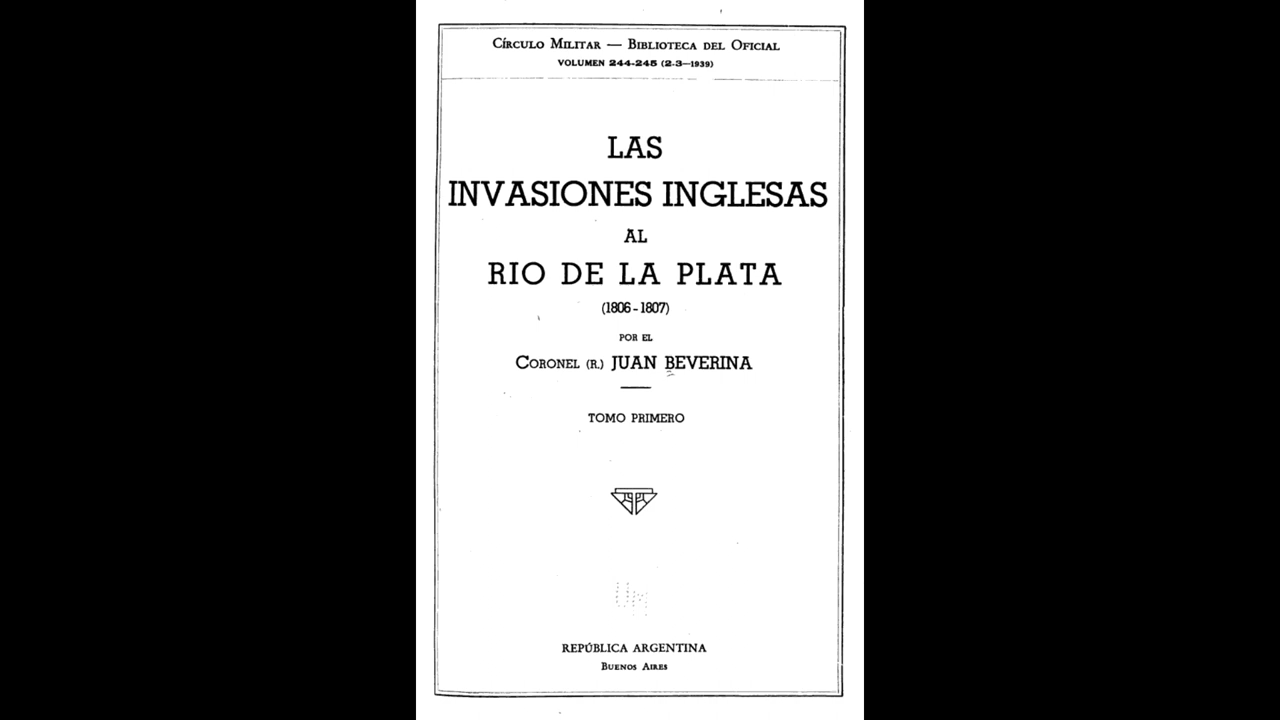 Círculo Militar — Biblioteca del Oficial
VOLUMEN 244-245 (2-3—1939)
LAS
INVASIONES INGLESAS
AL
RIO DE LA PLATA
(1806-1807)
POR EL
Coronel (R.) JUAN BEVERINA
TOMO PRIMERO
UM
REPÚBLICA ARGENTINA
Buenos Aires